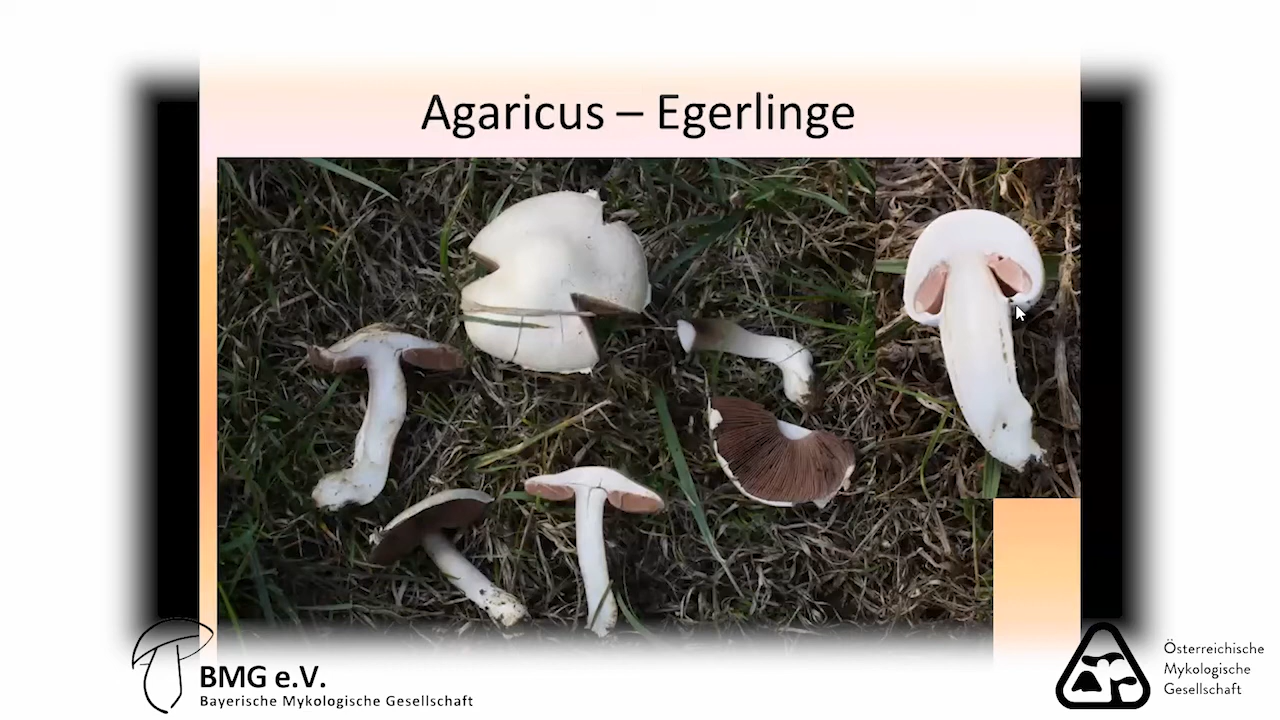 Agaricus – Egerlinge
BMG e.V.
Bayerische Mykologische Gesellschaft
Österreichische
Mykologische
Gesellschaft